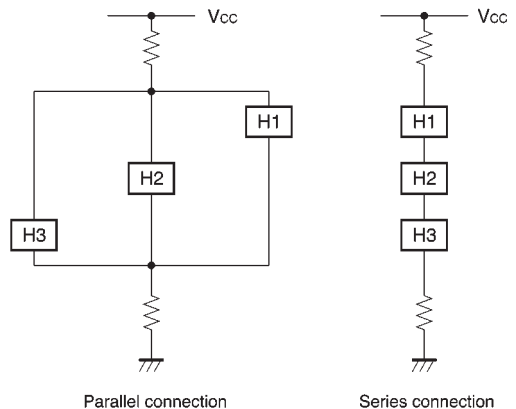 Vcc
H1
H2
H3
Parallel connection
Vcc
H1
H2
H3
Series connection